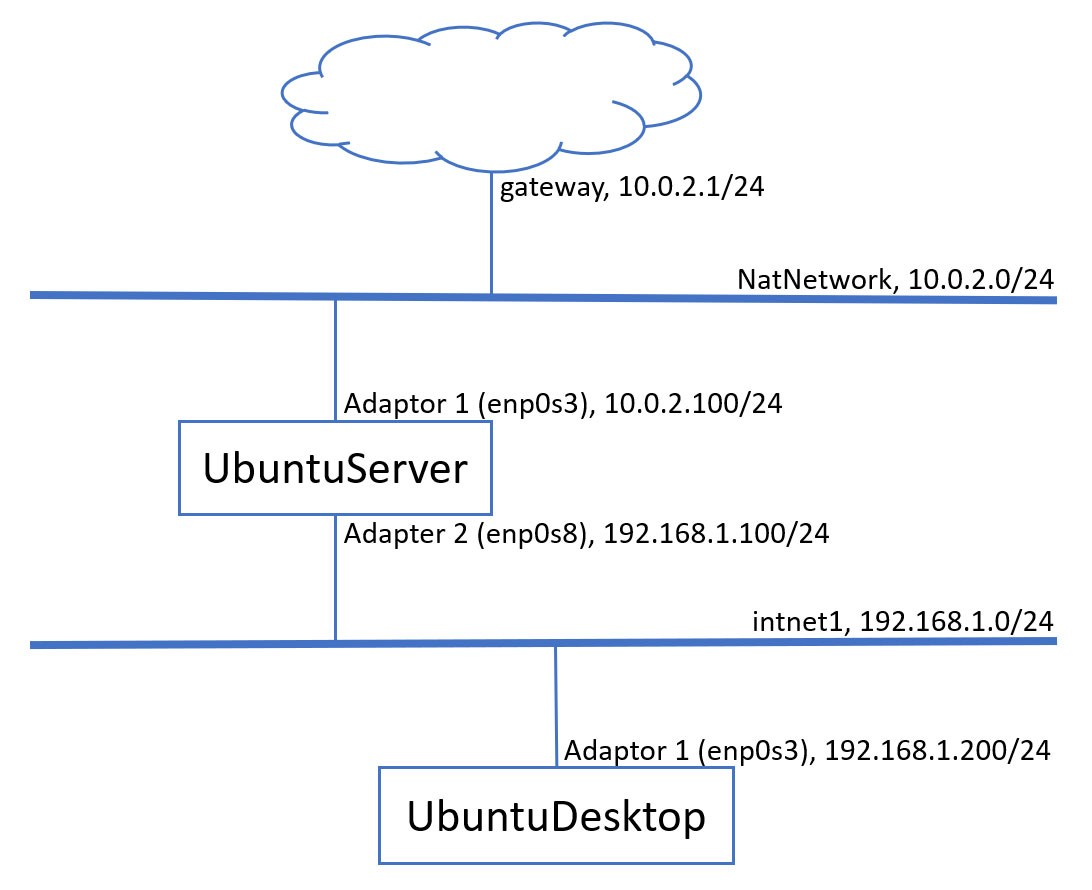 gateway, 10.0.2.1/24
NatNetwork, 10.0.2.0/24
Adaptor 1 (enp0s3), 10.0.2.100/24
UbuntuServer
Adapter 2 (enp0s8), 192.168.1.100/24
intnet1, 192.168.1.0/24
Adaptor 1 (enp0s3), 192.168.1.200/24
UbuntuDesktop